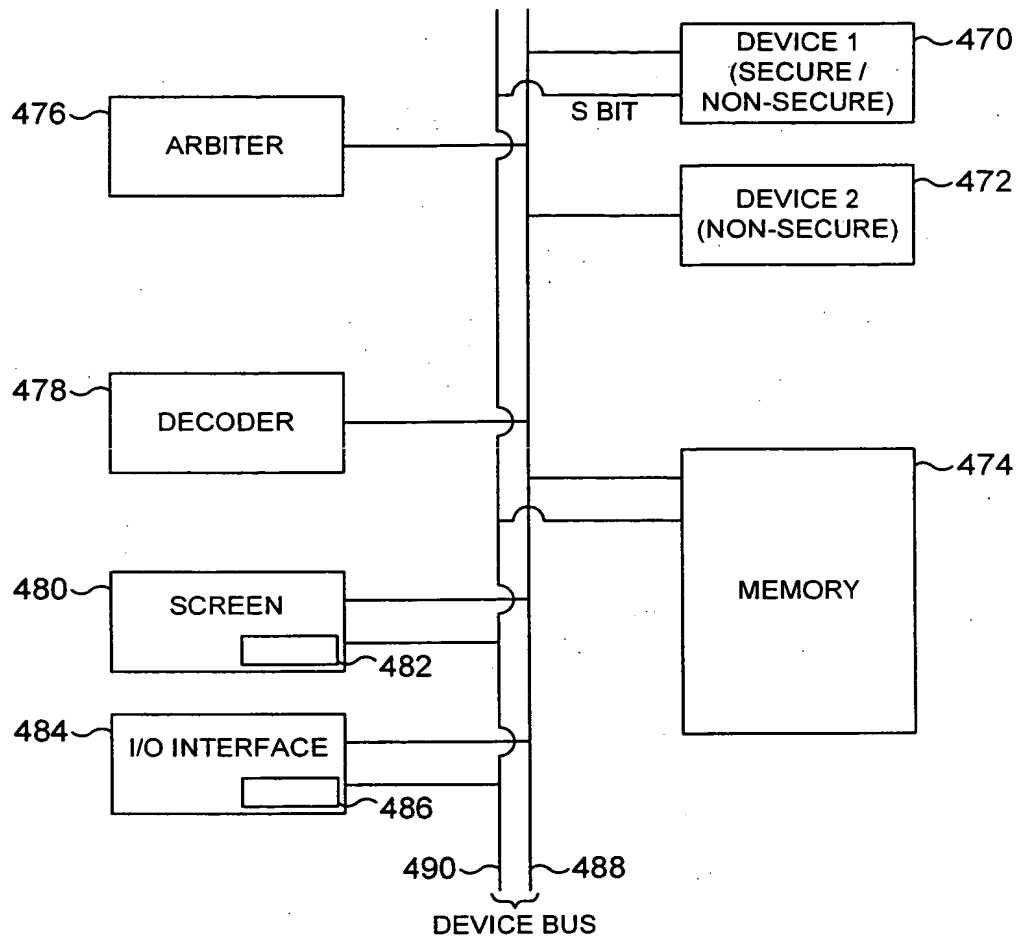 DEVICE 1
(SECURE /
NON-SECURE)
470
S BIT
476
ARBITER
DEVICE 2
(NON-SECURE)
472
478
DECODER
474
MEMORY
480
SCREEN
482
484
I/O INTERFACE
486
490
488
DEVICE BUS